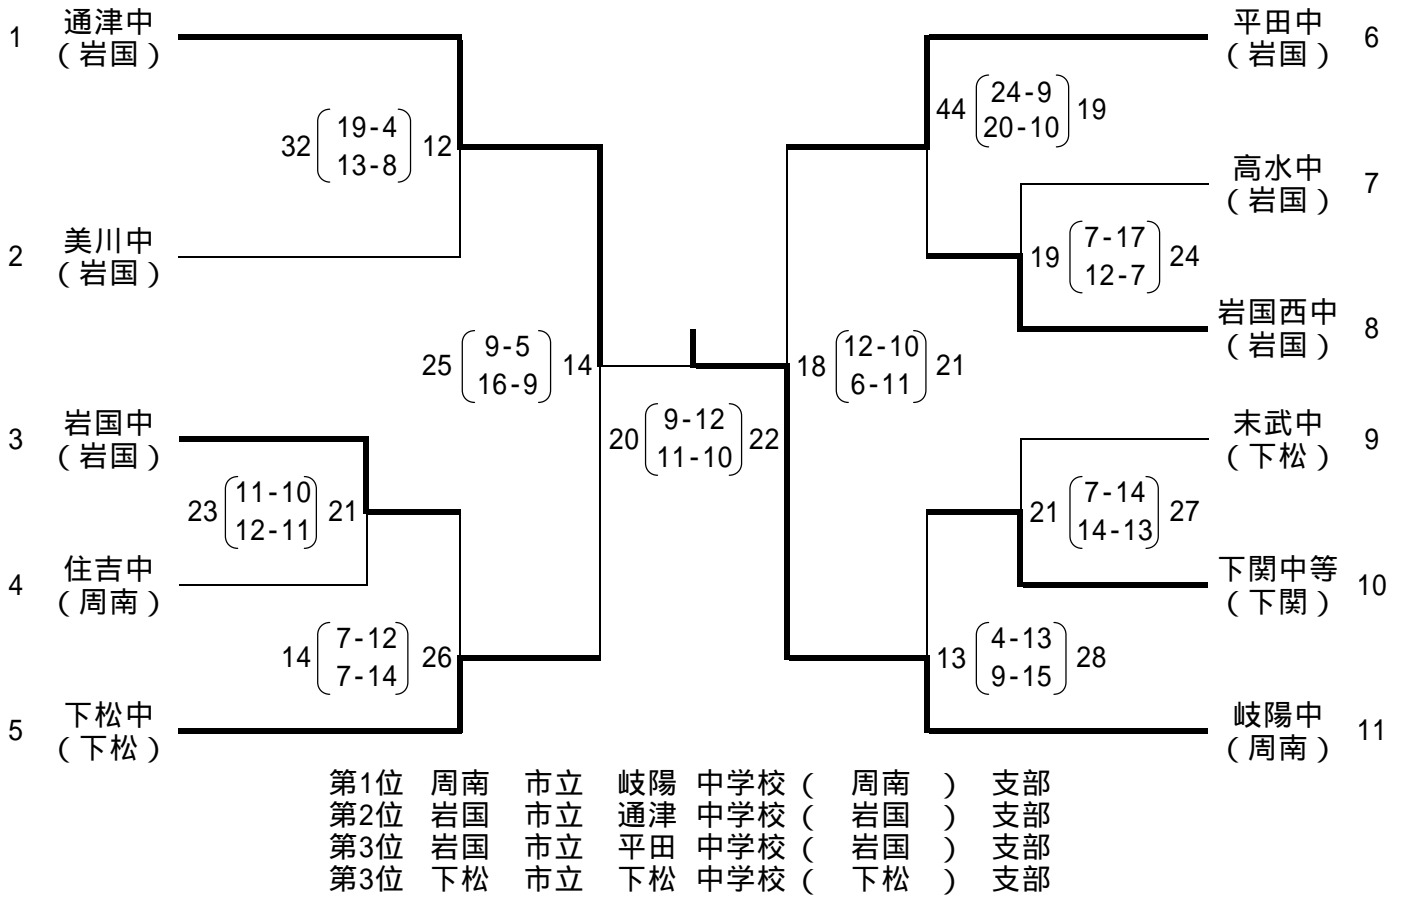 1 通津中
(岩国)
32 19-4 12
13-8
2 美川中
(岩国)
25 9-5 14
16-9
3 岩国中
(岩国)
23 11-10 21
12-11
4 住吉中
(周南)
14 7-12 26
7-14
5 下松中
(下松)
20 9-12 22
11-10
平田中 6
(岩国)
44 24-9 19
20-10
高水中 7
(岩国)
19 7-17 24
12-7
岩国西中 8
(岩国)
18 12-10 21
6-11
末武中 9
(下松)
21 7-14 27
14-13
下関中等 10
(下関)
13 4-13 28
9-15
岐陽中 11
(周南)
第1位 周南 市立 岐陽 中学校 ( 周南 ) 支部
第2位 岩国 市立 通津 中学校 ( 岩国 ) 支部
第3位 岩国 市立 平田 中学校 ( 岩国 ) 支部
第3位 下松 市立 下松 中学校 ( 下松 ) 支部